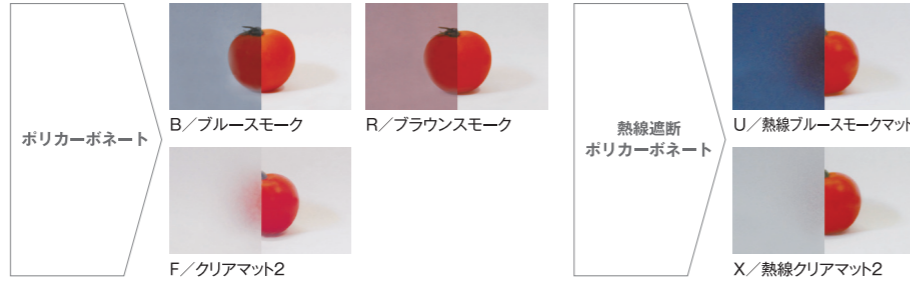 ポリカーボネート
B／ブルースモーク
R／ブラウンスモーク
F／クリアマット2
熱線遮断
ポリカーボネート
U／熱線ブルースモークマット
X／熱線クリアマット2